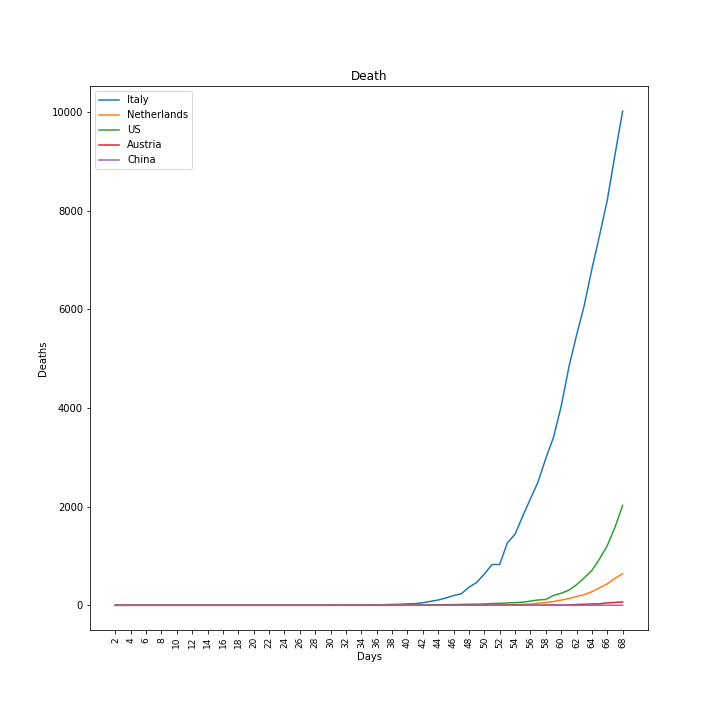 Death
Italy
Netherlands
US
Austria
China
10000
8000
6000
4000
2000
0
Deaths
2 4 6 8 10 12 14 16 18 20 22 24 26 28 30 32 34 36 38 40 42 44 46 48 50 52 54 56 58 60 62 64 66 68
Days